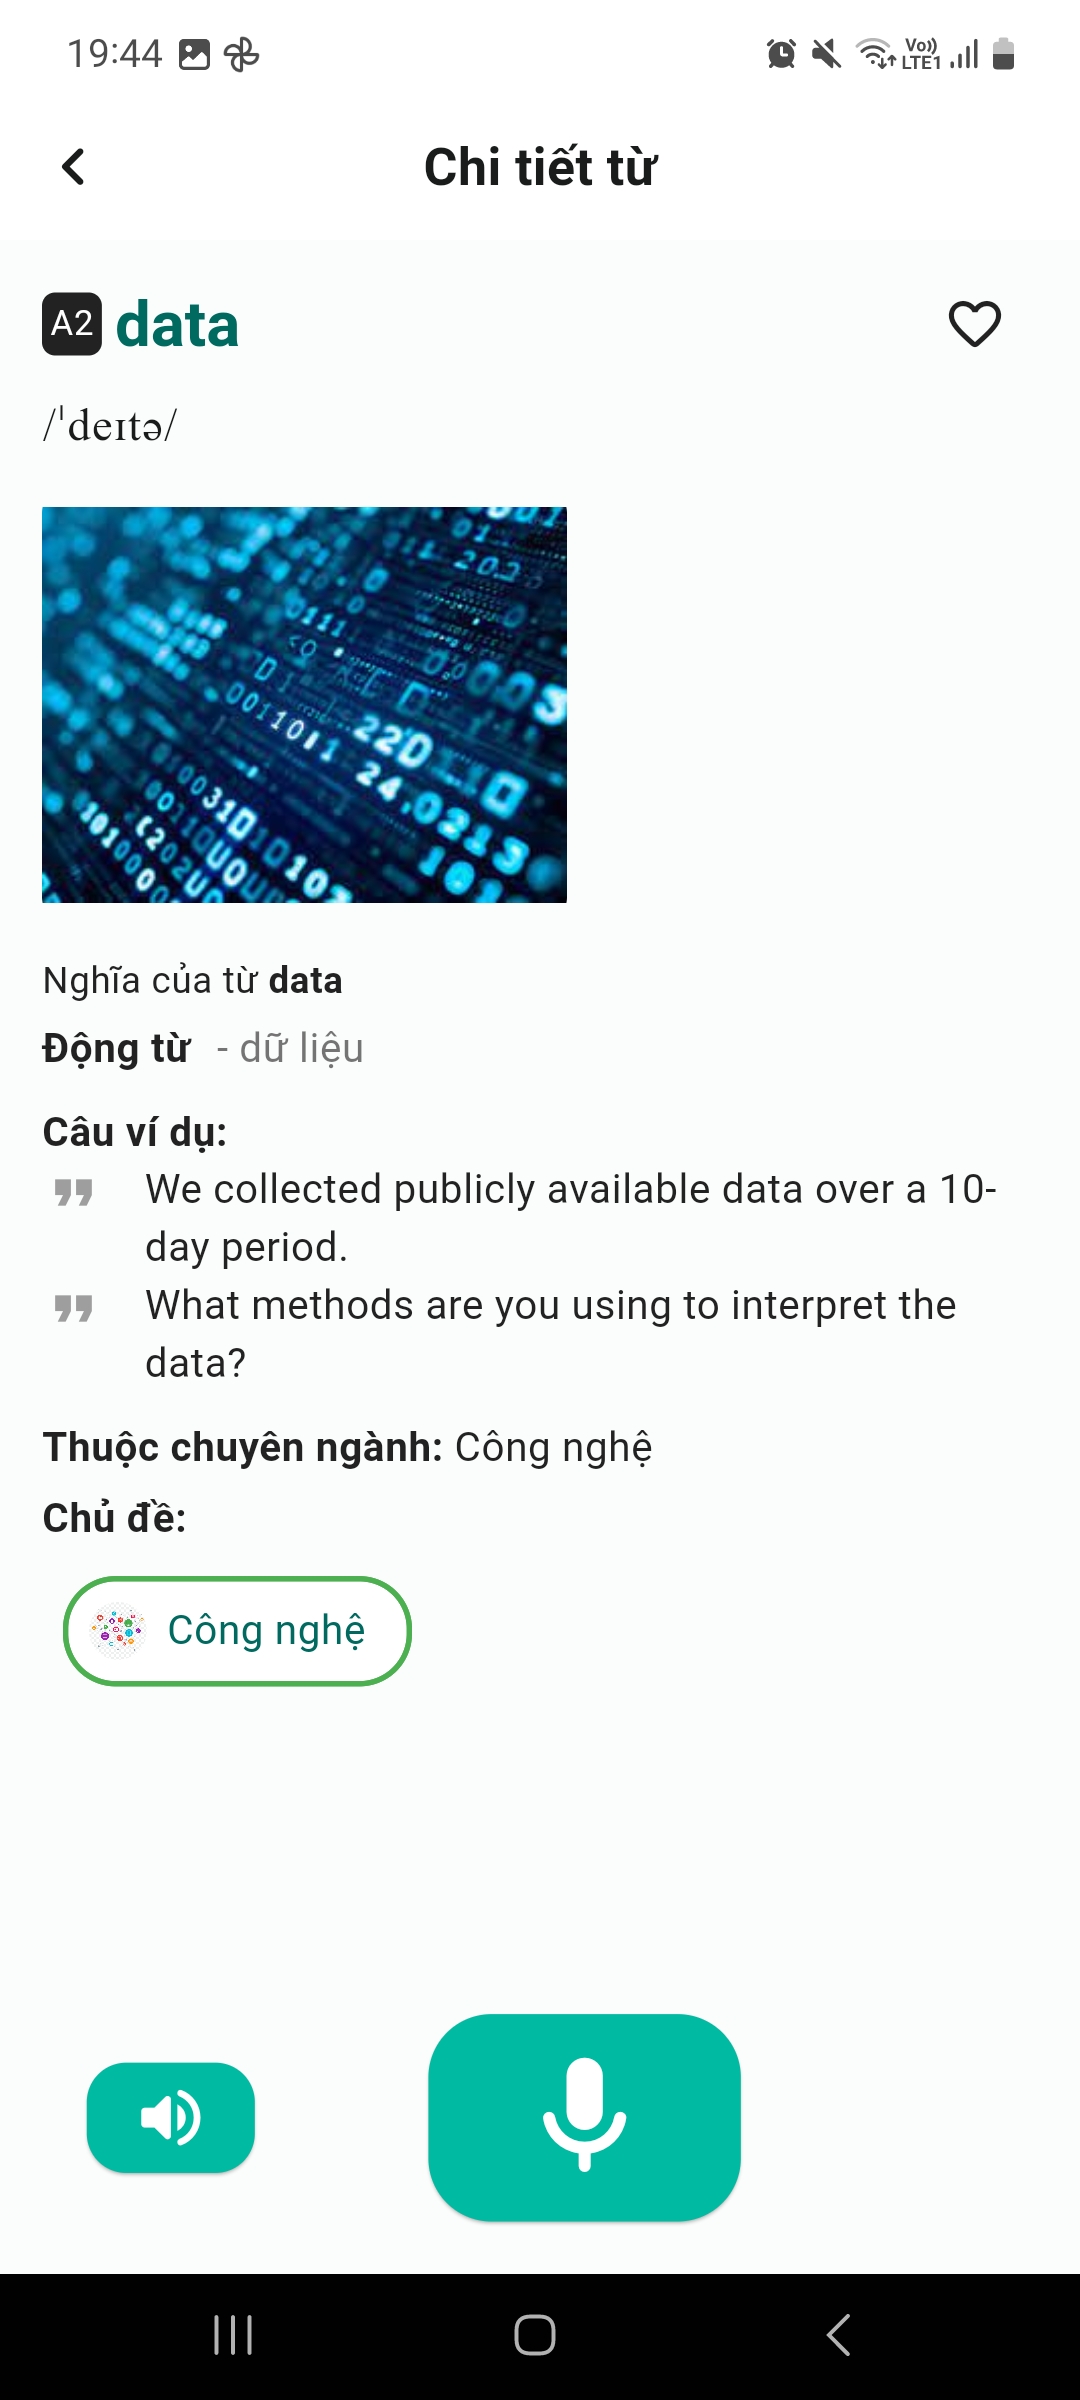 19:44
Vo))
LTE1
Chi tiết từ
A2 data
/ˈdeɪtə/
Nghĩa của từ data
Động từ - dữ liệu
Câu ví dụ:
We collected publicly available data over a 10-
day period.
What methods are you using to interpret the
data?
Thuộc chuyên ngành: Công nghệ
Chủ đề:
Công nghệ